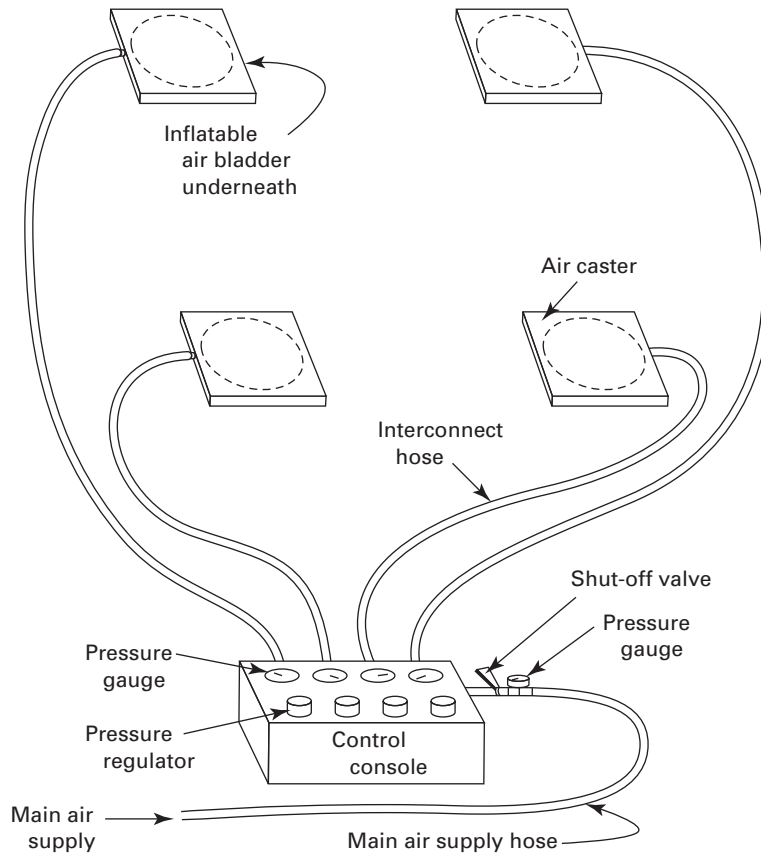 Inflatable
air bladder
underneath
Air caster
Interconnect
hose
Shut-off valve
Pressure
gauge
Pressure
gauge
Pressure
regulator
Control
console
Main air
supply
Main air supply hose